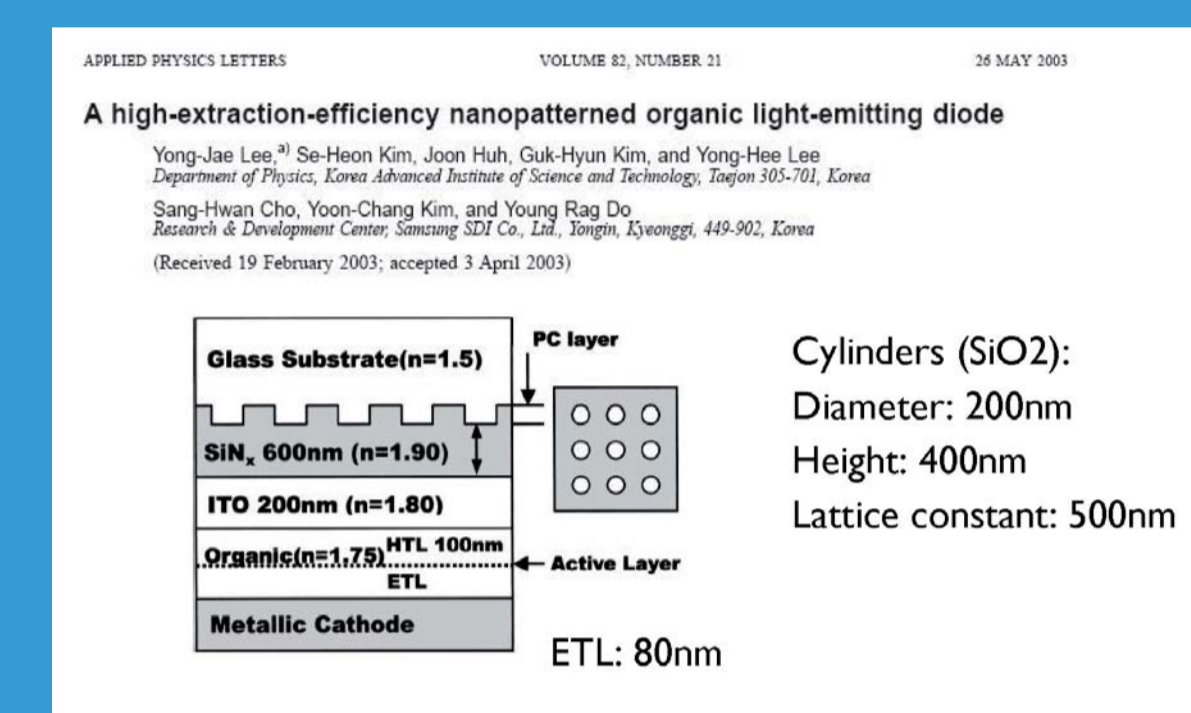 APPLIED PHYSICS LETTERS VOLUME 82, NUMBER 21 26 MAY 2003
A high-extraction-efficiency nanopatterned organic light-emitting diode
Yong-Jae Lee,a) Se-Heon Kim, Joon Huh, Guk-Hyun Kim, and Yong-Hee Lee
Department of Physics, Korea Advanced Institute of Science and Technology, Taejon 305-701, Korea
Sang-Hwan Cho, Yoon-Chang Kim, and Young Rag Do
Research & Development Center, Samsung SDI Co., Ltd., Yongin, Kyeonggi, 449-902, Korea
(Received 19 February 2003; accepted 3 April 2003)
Glass Substrate(n=1.5)
PC layer
SiNx 600nm (n=1.90)
ITO 200nm (n=1.80)
Organic(n=1.75) HTL 100nm
ETL
Active Layer
Metallic Cathode
ETL: 80nm
Cylinders (SiO2):
Diameter: 200nm
Height: 400nm
Lattice constant: 500nm